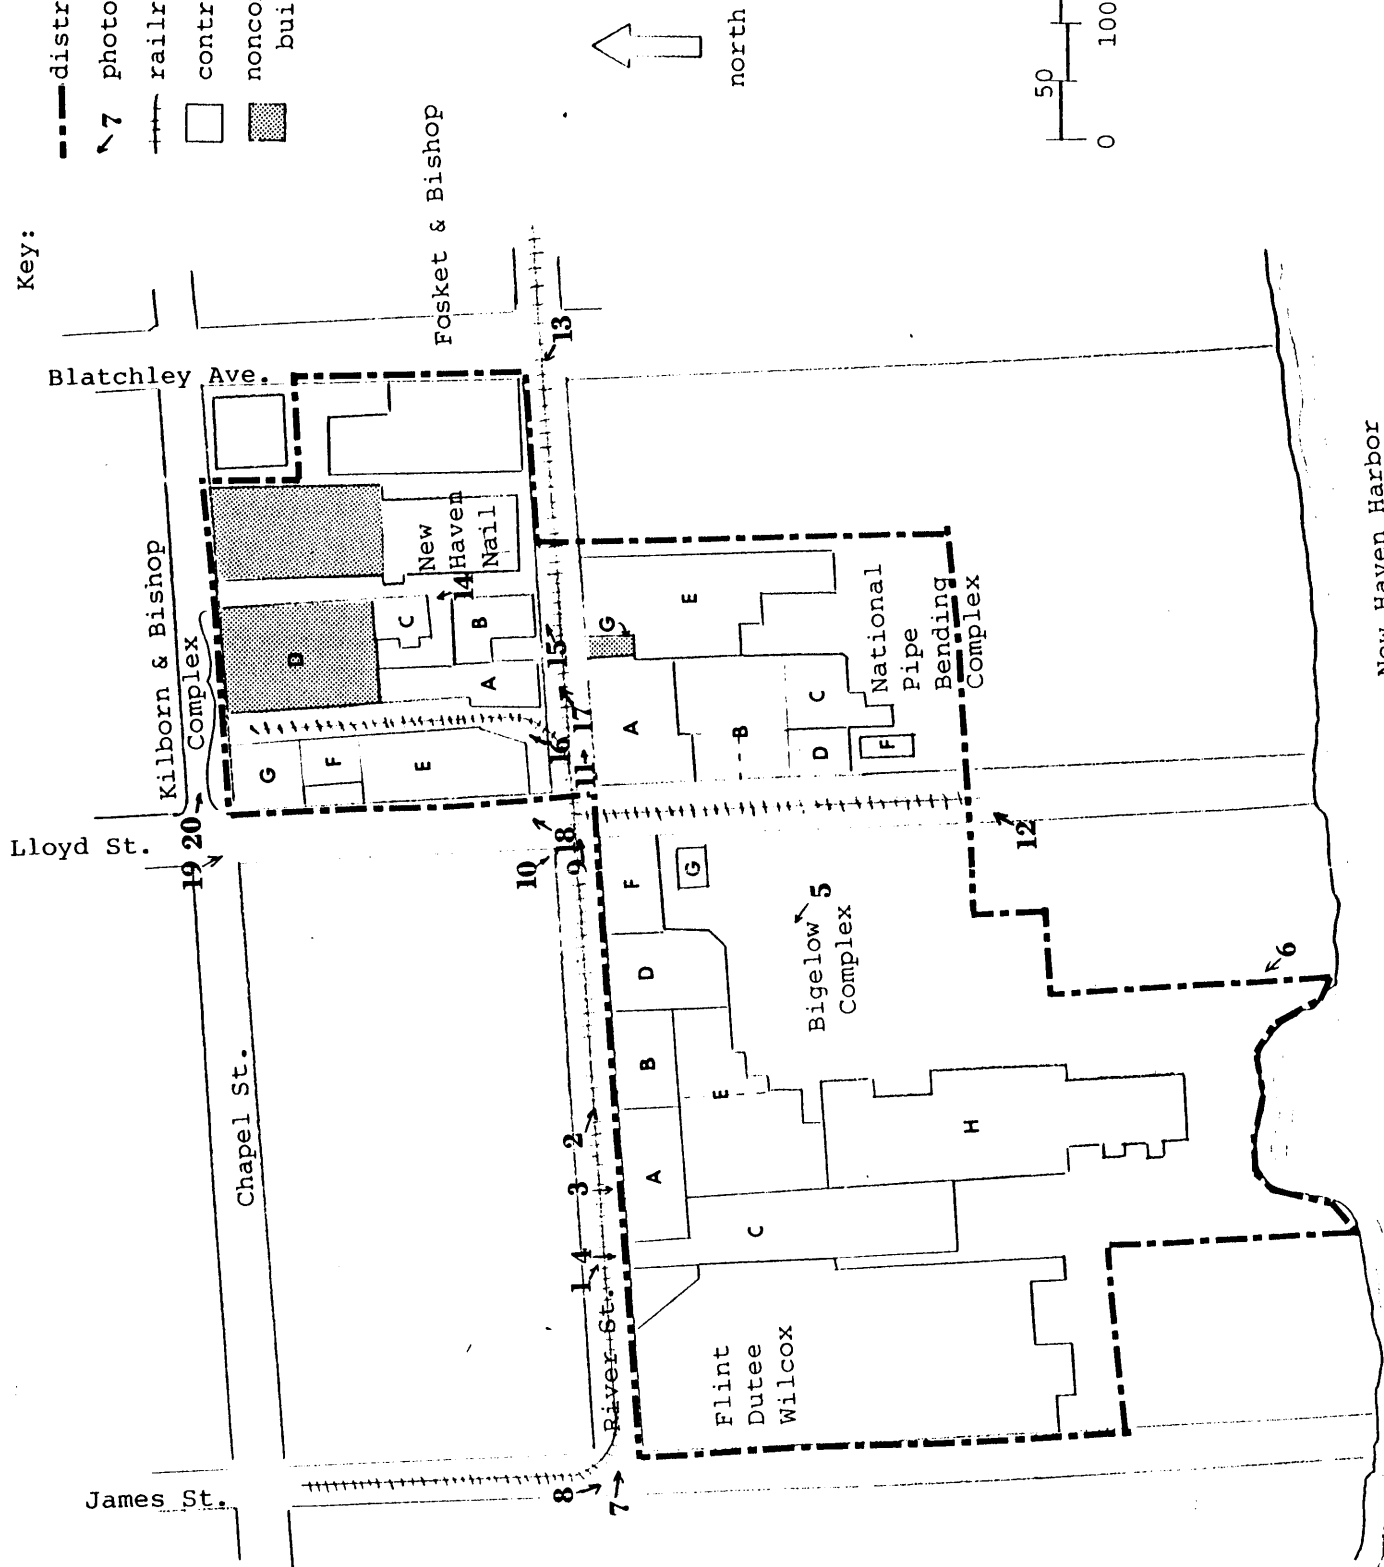 Key:
distr
7 photo
railr
contr
nonco
bui
north
0
50
100
Fosket & Bishop
Blatchley Ave.
Kilborn & Bishop
Complex
Lloyd St.
Chapel St.
James St.
River St.
New
Haven
Nail
National
Pipe
Bending
Complex
Bigelow
Complex
Flint
Dutee
Wilcox
New Haven Harbor
D
C
B
A
G
F
E
G
E
A
B
C
D
F
F
G
D
B
A
E
C
H
1
2
3
4
5
6
7
8
9
10
11
12
13
14
15
16
17
18
19
20